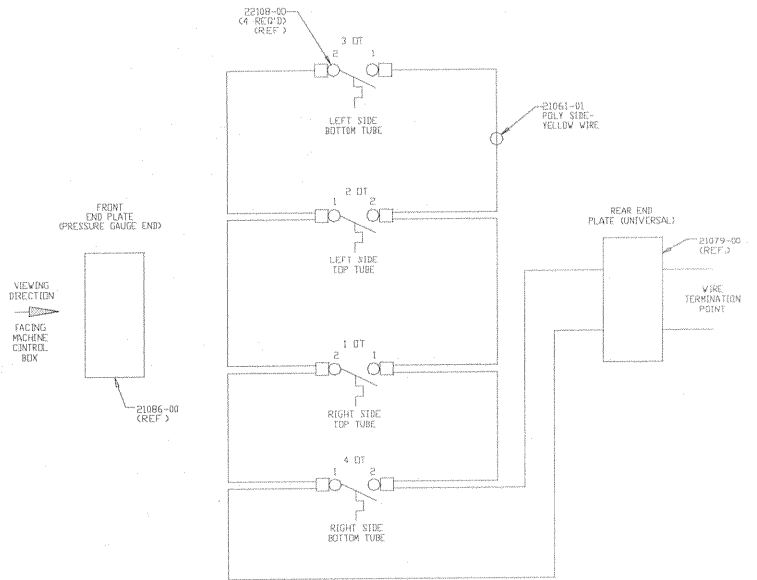 22108-00
(4 REQ'D)
(REF)
3 OT
2 1
LEFT SIDE
BOTTOM TUBE
21061-01
POLY SIDE-
YELLOW WIRE
2 OT
1 2
LEFT SIDE
TOP TUBE
FRONT
END PLATE
(PRESSURE GAUGE END)
REAR END
PLATE (UNIVERSAL)
21079-00
(REF.)
WIRE
TERMINATION
POINT
VIEWING
DIRECTION
FACING
MACHINE
CONTROL
BOX
21086-00
(REF)
1 OT
2 1
RIGHT SIDE
TOP TUBE
4 OT
1 2
RIGHT SIDE
BOTTOM TUBE